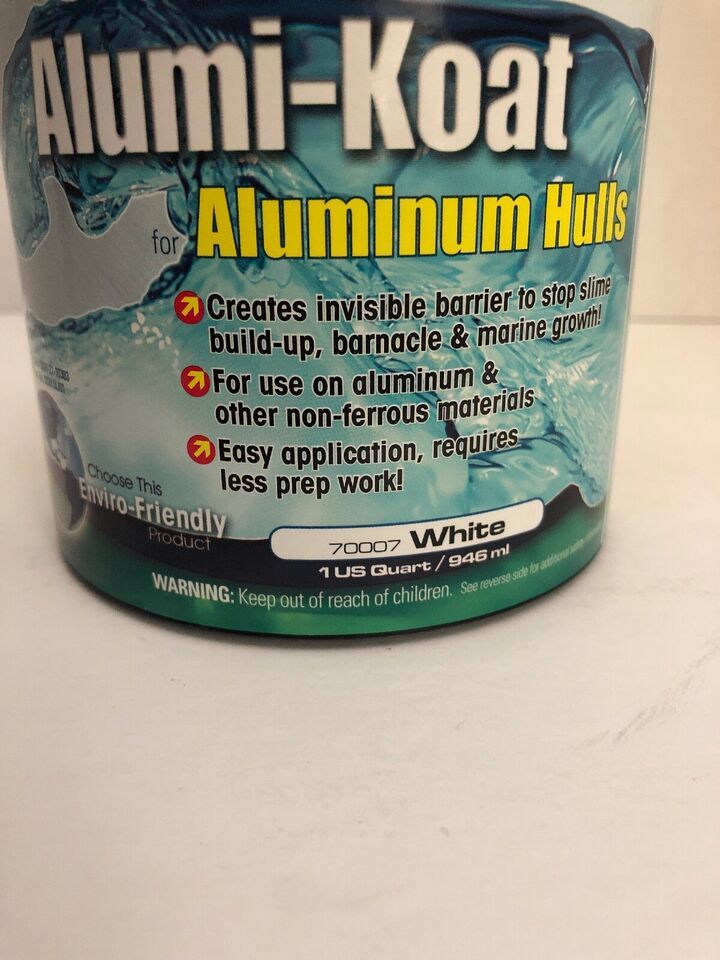 Alumi-Koat
for Aluminum Hulls
Creates invisible barrier to stop slime
build-up, barnacle & marine growth!
For use on aluminum &
other non-ferrous materials
Easy application, requires
less prep work!
Choose This
Enviro-Friendly
Product
70007 White
1 US Quart / 946 ml
WARNING: Keep out of reach of children. See reverse side for additional